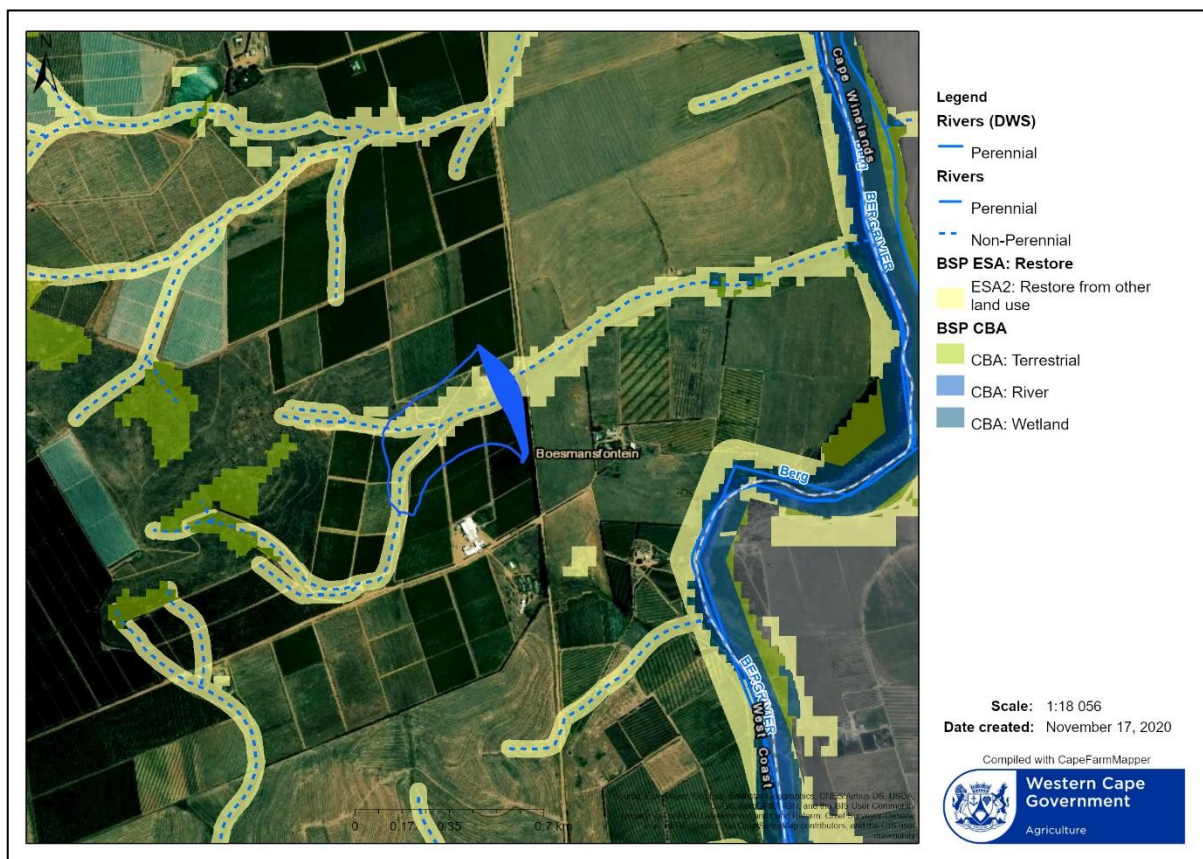 N
Cape Winelands
Berg
BERGRIVIER
Boesmansfontein
Berg
BERGRIVIER
West Coast
0 0.17 0.35 0.7 km
community
Legend
Rivers (DWS)
Perennial
Rivers
Perennial
Non-Perennial
BSP ESA: Restore
ESA2: Restore from other
land use
BSP CBA
CBA: Terrestrial
CBA: River
CBA: Wetland
Scale: 1:18 056
Date created: November 17, 2020
Compiled with CapeFarmMapper
Western Cape
Government
Agriculture